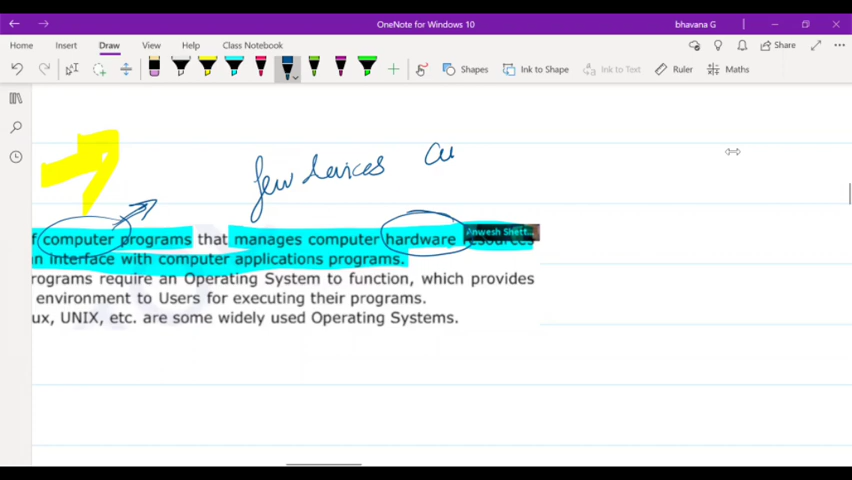 OneNote for Windows 10
bhavana G
Home Insert Draw View Help Class Notebook
Share
Shapes Ink to Shape Ink to Text Ruler Maths
few devices
computer programs that manages computer hardware resources
an interface with computer applications programs.
rograms require an Operating System to function, which provides
environment to Users for executing their programs.
ux, UNIX, etc. are some widely used Operating Systems.
Anwesh Shett...